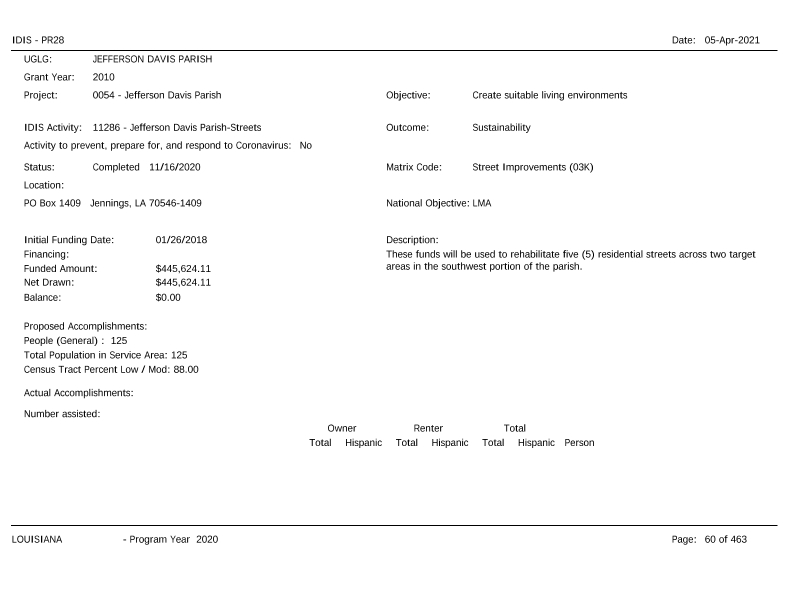 IDIS - PR28 Date: 05-Apr-2021
UGLG: JEFFERSON DAVIS PARISH
Grant Year: 2010
Project: 0054 - Jefferson Davis Parish Objective: Create suitable living environments
IDIS Activity: 11286 - Jefferson Davis Parish-Streets Outcome: Sustainability
Activity to prevent, prepare for, and respond to Coronavirus: No
Status: Completed 11/16/2020 Matrix Code: Street Improvements (03K)
Location:
PO Box 1409 Jennings, LA 70546-1409 National Objective: LMA
Initial Funding Date: 01/26/2018 Description:
Financing: These funds will be used to rehabilitate five (5) residential streets across two target
Funded Amount: $445,624.11 areas in the southwest portion of the parish.
Net Drawn: $445,624.11
Balance: $0.00
Proposed Accomplishments:
People (General) : 125
Total Population in Service Area: 125
Census Tract Percent Low / Mod: 88.00
Actual Accomplishments:
Number assisted:
Owner Renter Total
Total Hispanic Total Hispanic Total Hispanic Person
LOUISIANA - Program Year 2020 Page: 60 of 463